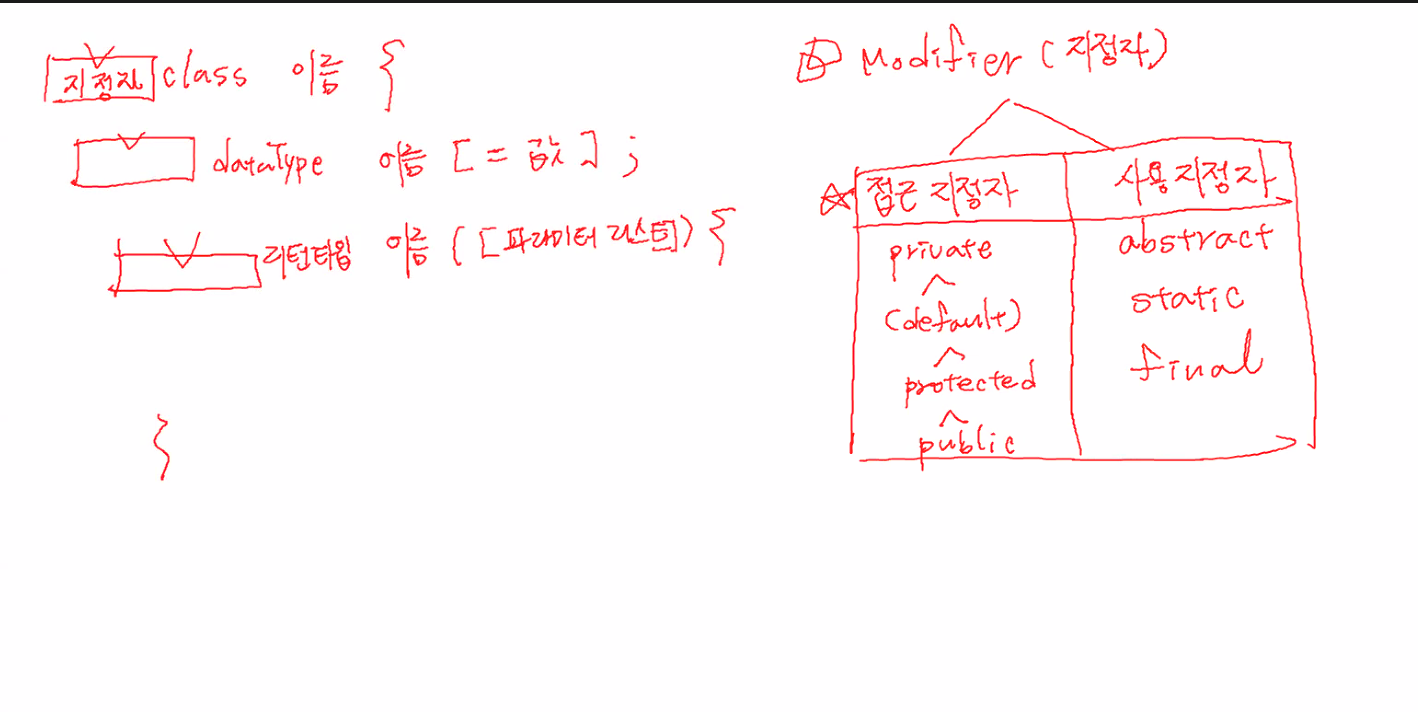 지정자 class 이름 {
dataType 이름 [ = 값 ] ;
리턴타입 이름 ( [파라미터 리스트] ) {
}
Modifier (지정자)
☆ 접근 지정자 사용 지정자
private abstract
^
(default) static
^
protected final
^
public